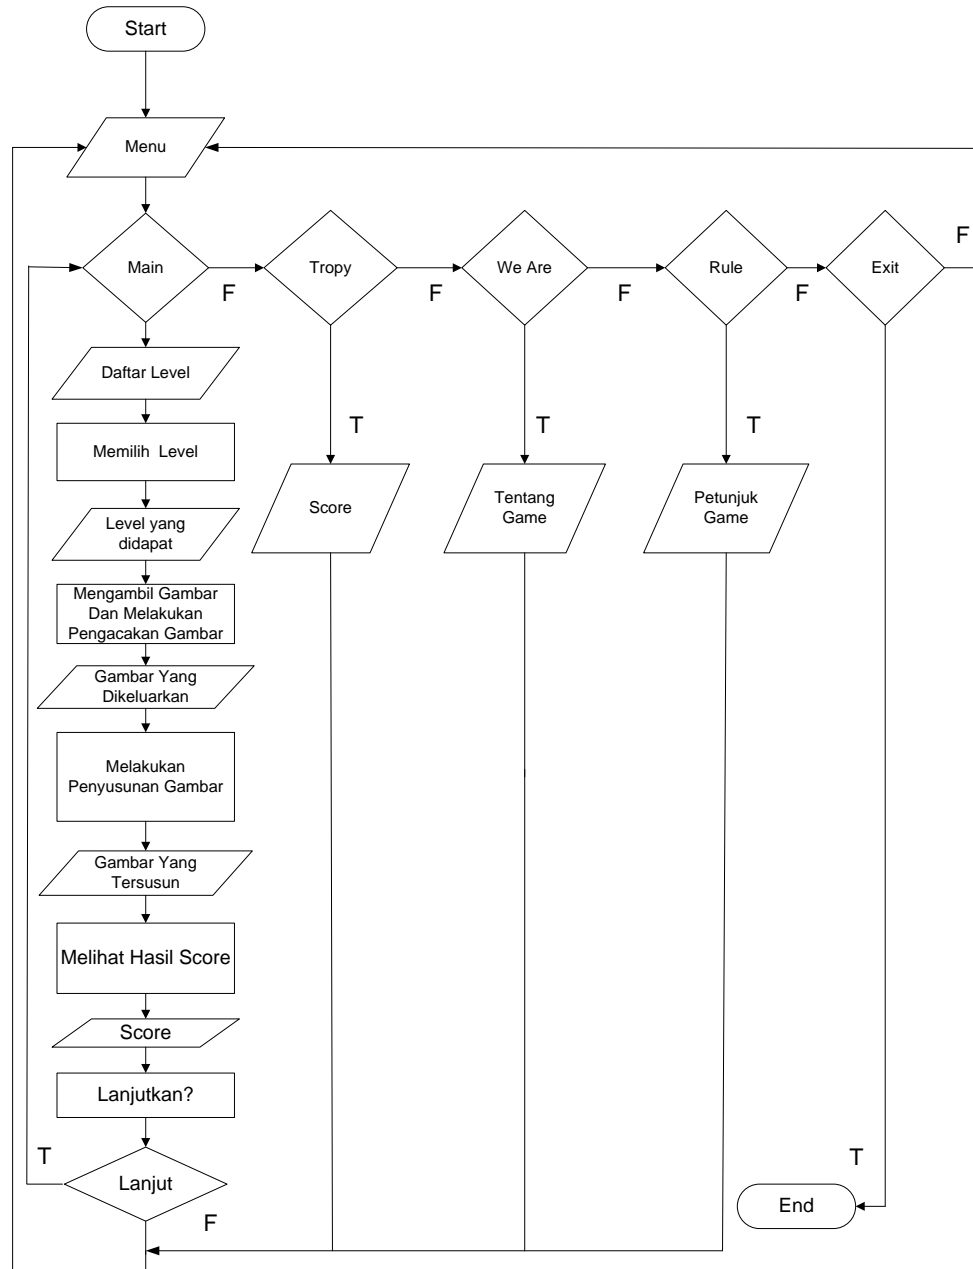 Start
Menu
Main
F
Tropy
F
We Are
F
Rule
F
Exit
F
Daftar Level
Memilih Level
Level yang
didapat
Mengambil Gambar
Dan Melakukan
Pengacakan Gambar
Gambar Yang
Dikeluarkan
Melakukan
Penyusunan Gambar
Gambar Yang
Tersusun
Melihat Hasil Score
Score
Lanjutkan?
T
Lanjut
F
T
Score
T
Tentang
Game
T
Petunjuk
Game
T
End